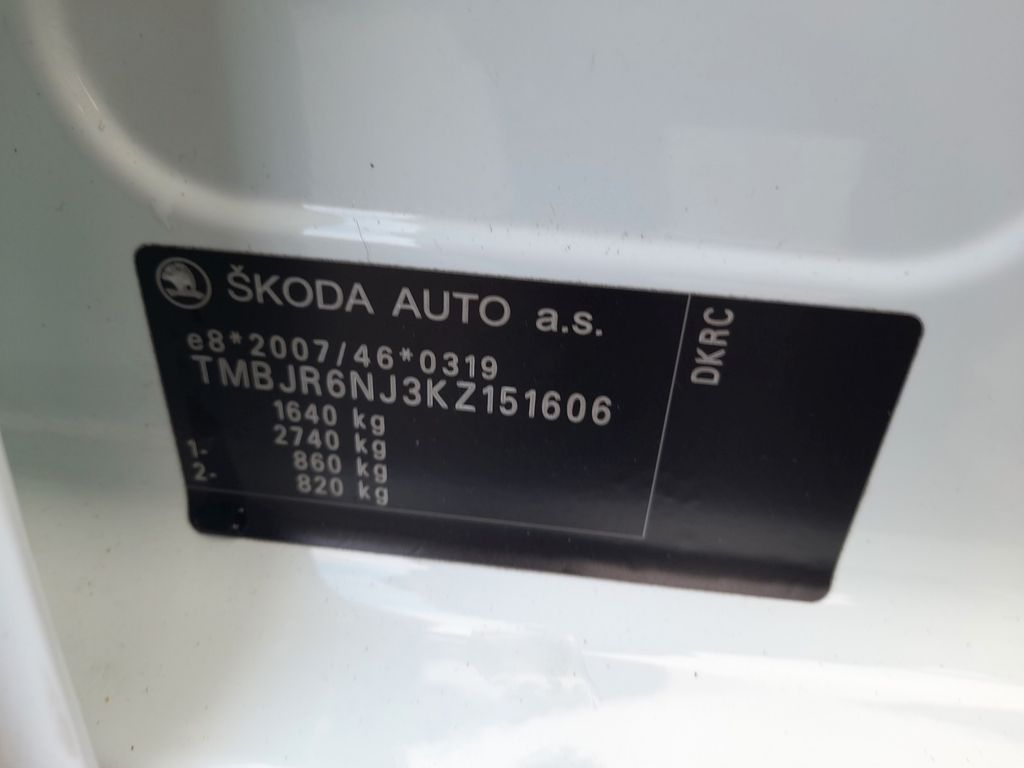 ŠKODA AUTO a.s.
e8*2007/46*0319
TMBJR6NJ3KZ151606
1640 kg
2740 kg
1- 860 kg
2- 820 kg
DKRC